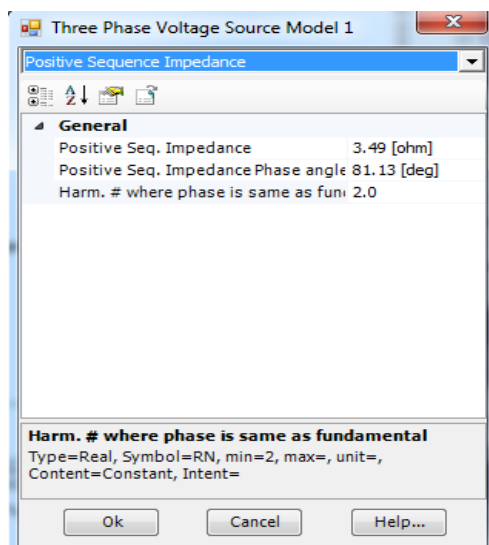 Three Phase Voltage Source Model 1
Positive Sequence Impedance
General
Positive Seq. Impedance 3.49 [ohm]
Positive Seq. Impedance Phase angle 81.13 [deg]
Harm. # where phase is same as fun 2.0
Harm. # where phase is same as fundamental
Type=Real, Symbol=RN, min=2, max=, unit=,
Content=Constant, Intent=
Ok Cancel Help...